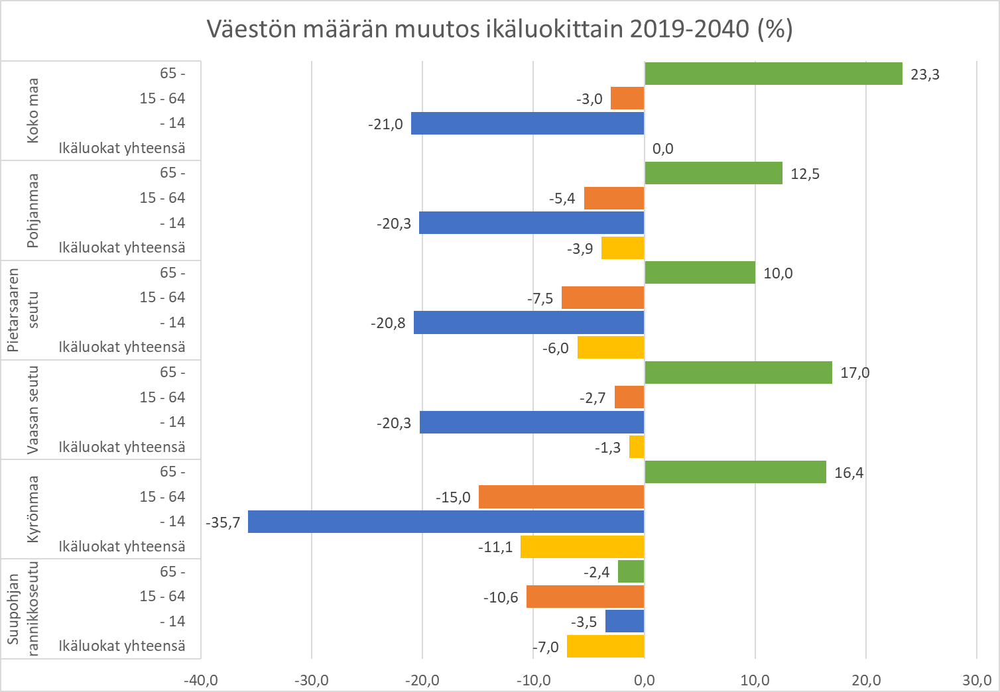 Väestön määrän muutos ikäluokittain 2019-2040 (%)
Koko maa
65 -
23,3
15 - 64
-3,0
- 14
-21,0
Ikäluokat yhteensä
0,0
Pohjanmaa
65 -
12,5
15 - 64
-5,4
- 14
-20,3
Ikäluokat yhteensä
-3,9
Pietarsaaren
seutu
65 -
10,0
15 - 64
-7,5
- 14
-20,8
Ikäluokat yhteensä
-6,0
Vaasan seutu
65 -
17,0
15 - 64
-2,7
- 14
-20,3
Ikäluokat yhteensä
-1,3
Kyrönmaa
65 -
16,4
15 - 64
-15,0
- 14
-35,7
Ikäluokat yhteensä
-11,1
Suupohjan
rannikkoseutu
65 -
-2,4
15 - 64
-10,6
- 14
-3,5
Ikäluokat yhteensä
-7,0
-40,0 -30,0 -20,0 -10,0 0,0 10,0 20,0 30,0